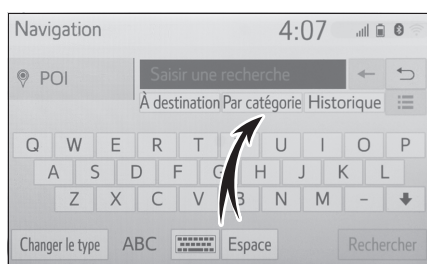 Navigation 4:07
POI Saisir une recherche
À destination Par catégorie Historique
Q W E R T U I O P
A S D F G H J K L
Z X C V B N M -
Changer le type ABC Espace Rechercher